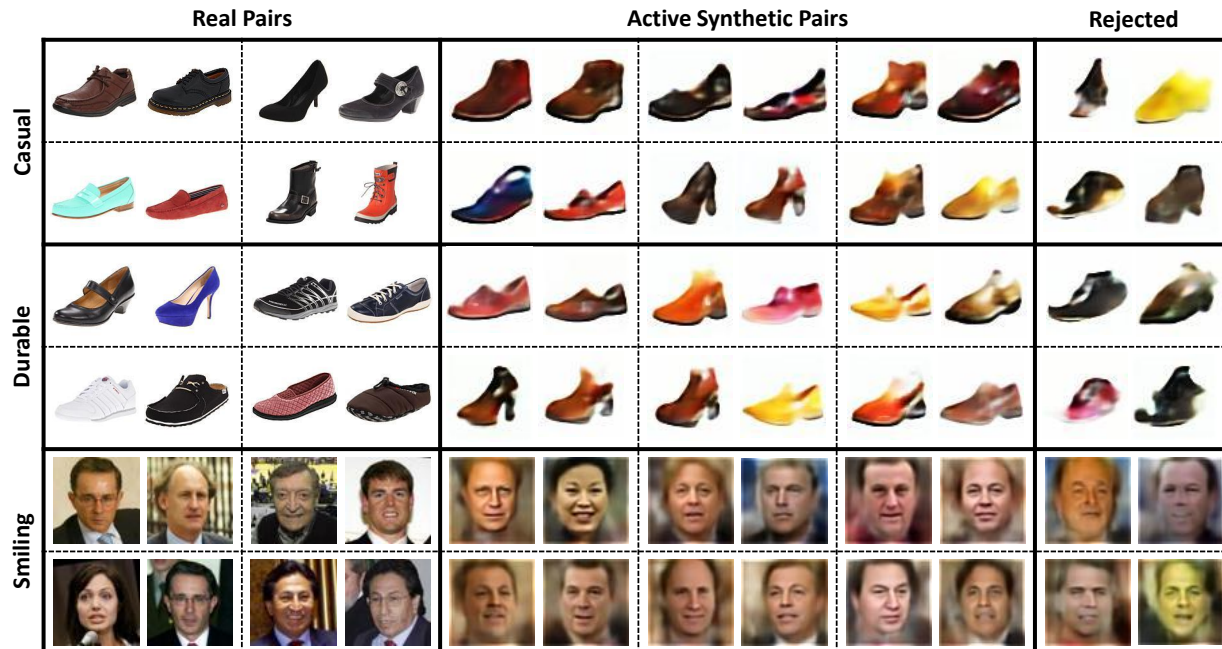 Real Pairs
Active Synthetic Pairs
Rejected
Casual
Durable
Smiling